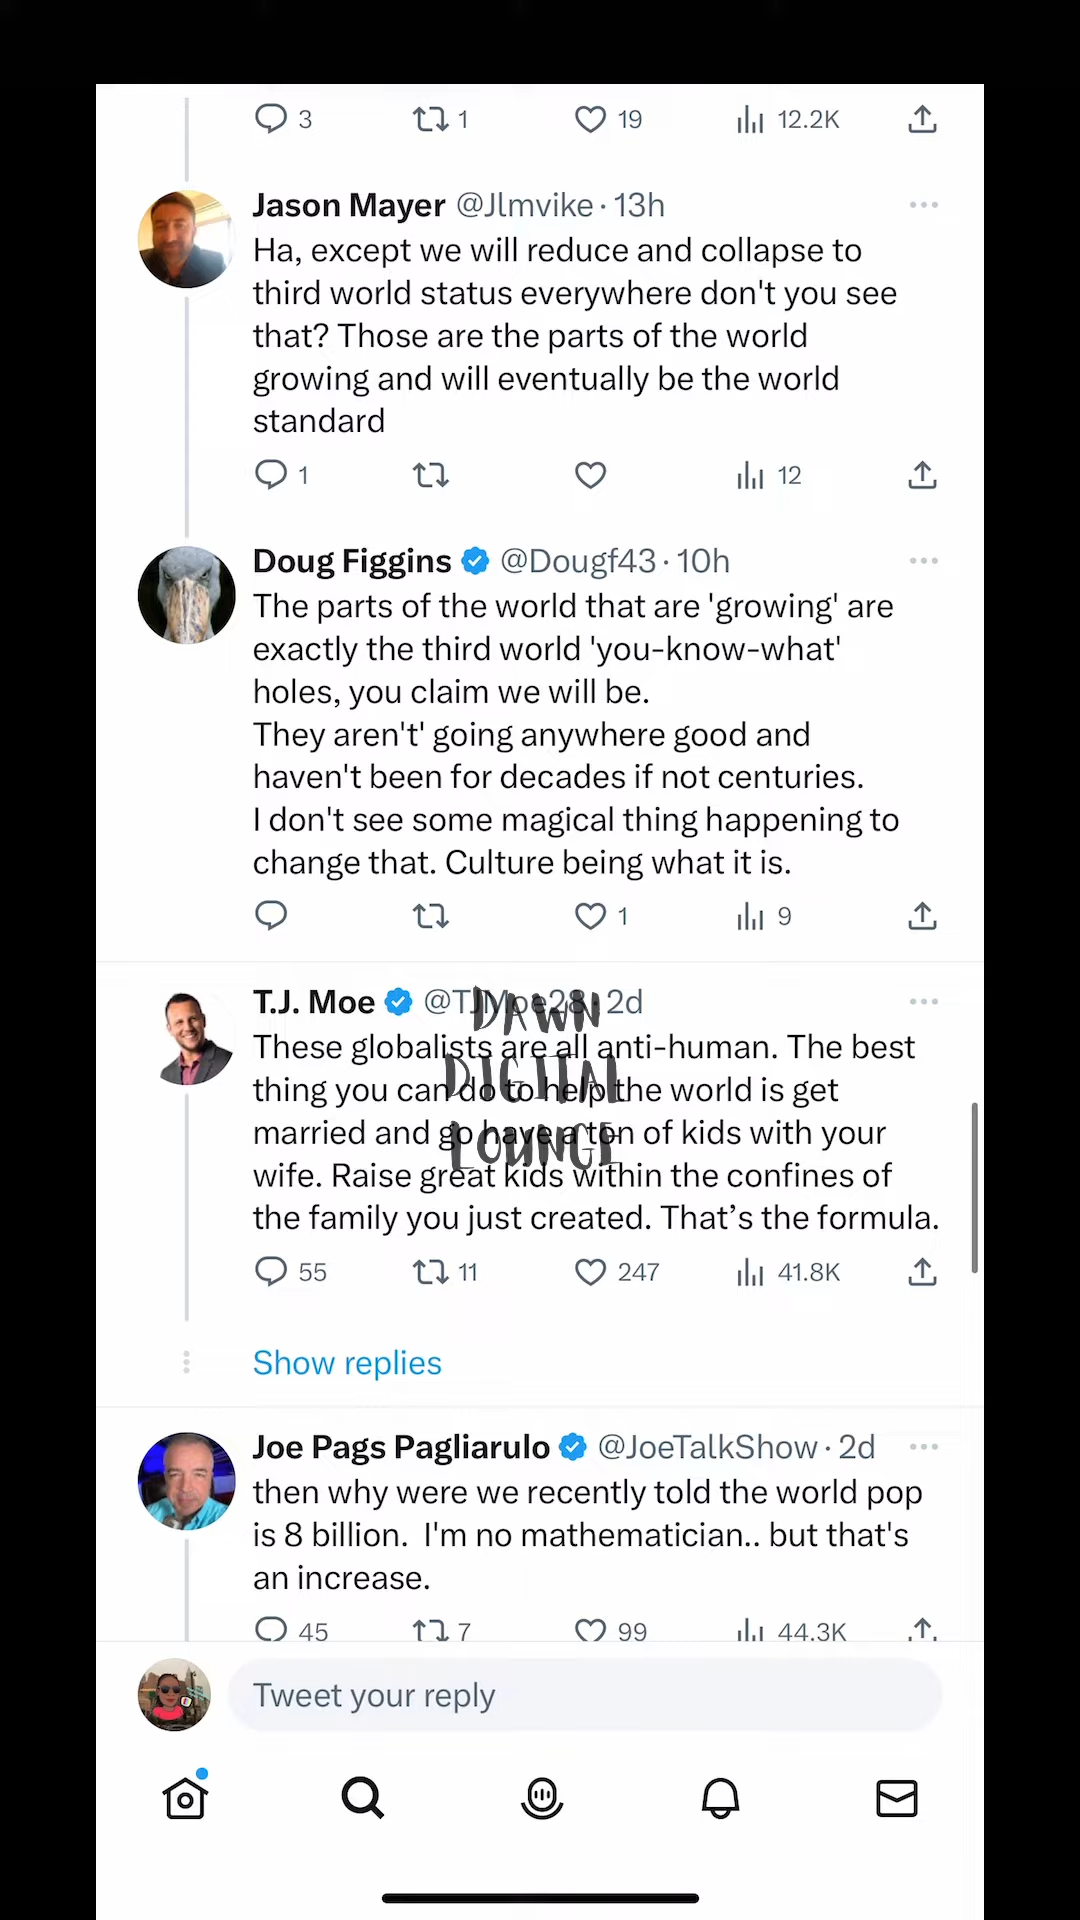 3 1 19 12.2K
Jason Mayer @Jlmvike · 13h
Ha, except we will reduce and collapse to
third world status everywhere don't you see
that? Those are the parts of the world
growing and will eventually be the world
standard
1 12
Doug Figgins @Dougf43 · 10h
The parts of the world that are 'growing' are
exactly the third world 'you-know-what'
holes, you claim we will be.
They aren't' going anywhere good and
haven't been for decades if not centuries.
I don't see some magical thing happening to
change that. Culture being what it is.
1 9
T.J. Moe @TJMoe28 · 2d
These globalists are all anti-human. The best
thing you can do to help the world is get
married and go have a ton of kids with your
wife. Raise great kids within the confines of
the family you just created. That’s the formula.
DAWN
DIGITAL
LOUNGE
55 11 247 41.8K
Show replies
Joe Pags Pagliarulo @JoeTalkShow · 2d
then why were we recently told the world pop
is 8 billion. I'm no mathematician.. but that's
an increase.
45 7 99 44.3K
Tweet your reply